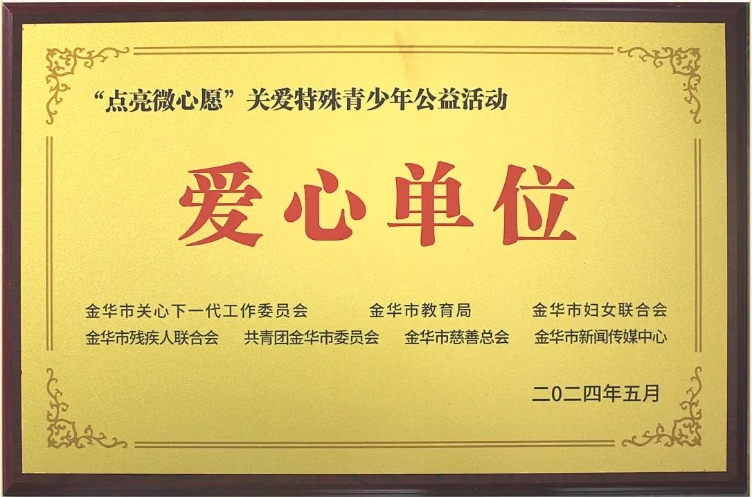 “点亮微心愿”关爱特殊青少年公益活动
爱心单位
金华市关心下一代工作委员会 金华市教育局 金华市妇女联合会
金华市残疾人联合会 共青团金华市委员会 金华市慈善总会 金华市新闻传媒中心
二0二四年五月